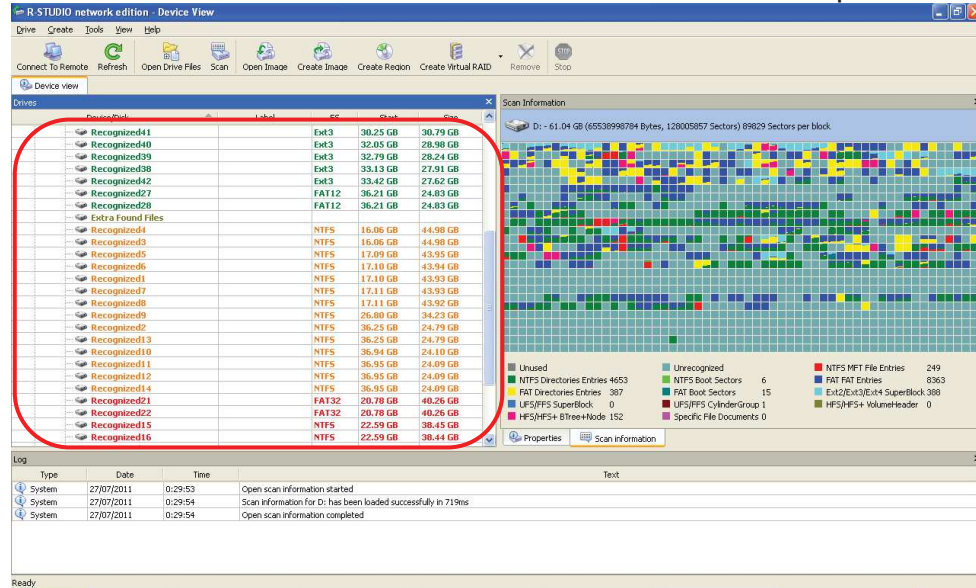 R-STUDIO network edition - Device View
Drive Create Tools View Help
Connect To Remote Refresh Open Drive Files Scan Open Image Create Image Create Region Create Virtual RAID Remove Stop
Device view
Drives
Device/Disk Label FS Start Size
Recognized41 Ext3 30.25 GB 30.79 GB
Recognized40 Ext3 32.05 GB 28.98 GB
Recognized39 Ext3 32.79 GB 28.24 GB
Recognized38 Ext3 33.13 GB 27.91 GB
Recognized42 Ext3 33.42 GB 27.62 GB
Recognized27 FAT12 36.21 GB 24.83 GB
Recognized28 FAT12 36.21 GB 24.83 GB
Extra Found Files
Recognized4 NTFS 16.06 GB 44.98 GB
Recognized3 NTFS 16.06 GB 44.98 GB
Recognized5 NTFS 17.09 GB 43.95 GB
Recognized6 NTFS 17.10 GB 43.94 GB
Recognized1 NTFS 17.10 GB 43.93 GB
Recognized7 NTFS 17.11 GB 43.93 GB
Recognized8 NTFS 17.11 GB 43.92 GB
Recognized9 NTFS 26.80 GB 34.23 GB
Recognized2 NTFS 36.25 GB 24.79 GB
Recognized13 NTFS 36.25 GB 24.79 GB
Recognized10 NTFS 36.94 GB 24.10 GB
Recognized11 NTFS 36.95 GB 24.09 GB
Recognized12 NTFS 36.95 GB 24.09 GB
Recognized14 NTFS 36.95 GB 24.09 GB
Recognized21 FAT32 20.78 GB 40.26 GB
Recognized22 FAT32 20.78 GB 40.26 GB
Recognized15 NTFS 22.59 GB 38.45 GB
Recognized16 NTFS 22.59 GB 38.44 GB
Scan Information
D: - 61.04 GB (65538998784 Bytes, 128005857 Sectors) 89829 Sectors per block.
Unused Unrecognized NTFS MFT File Entries 249
NTFS Directories Entries 4653 NTFS Boot Sectors 6 FAT FAT Entries 8363
FAT Directories Entries 387 FAT Boot Sectors 15 Ext2/Ext3/Ext4 SuperBlock 388
UFS/FFS SuperBlock 0 UFS/FFS CylinderGroup 1 HFS/HFS+ VolumeHeader 0
HFS/HFS+ BTree+Node 152 Specific File Documents 0
Properties Scan information
Log
Type Date Time Text
System 27/07/2011 0:29:53 Open scan information started
System 27/07/2011 0:29:54 Scan information for D: has been loaded successfully in 719ms
System 27/07/2011 0:29:54 Open scan information completed
Ready